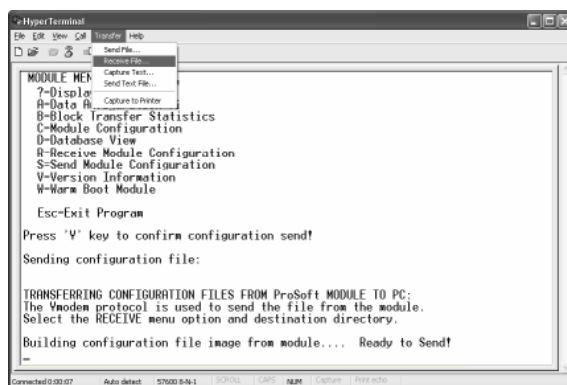 HyperTerminal
File Edit View Call Transfer Help
Send File...
Receive File...
Capture Text...
Send Text File...
Capture to Printer
MODULE MEN
?=Displa
A=Data A
B=Block Transfer Statistics
C=Module Configuration
D=Database View
R=Receive Module Configuration
S=Send Module Configuration
V=Version Information
W=Warm Boot Module
Esc=Exit Program
Press 'Y' key to confirm configuration send!
Sending configuration file:
TRANSFERRING CONFIGURATION FILES FROM ProSoft MODULE TO PC:
The Ymodem protocol is used to send the file from the module.
Select the RECEIVE menu option and destination directory.
Building configuration file image from module.... Ready to Send!
Connected 0:00:07 Auto detect 57600 8-N-1 SCROLL CAPS NUM Capture Print echo